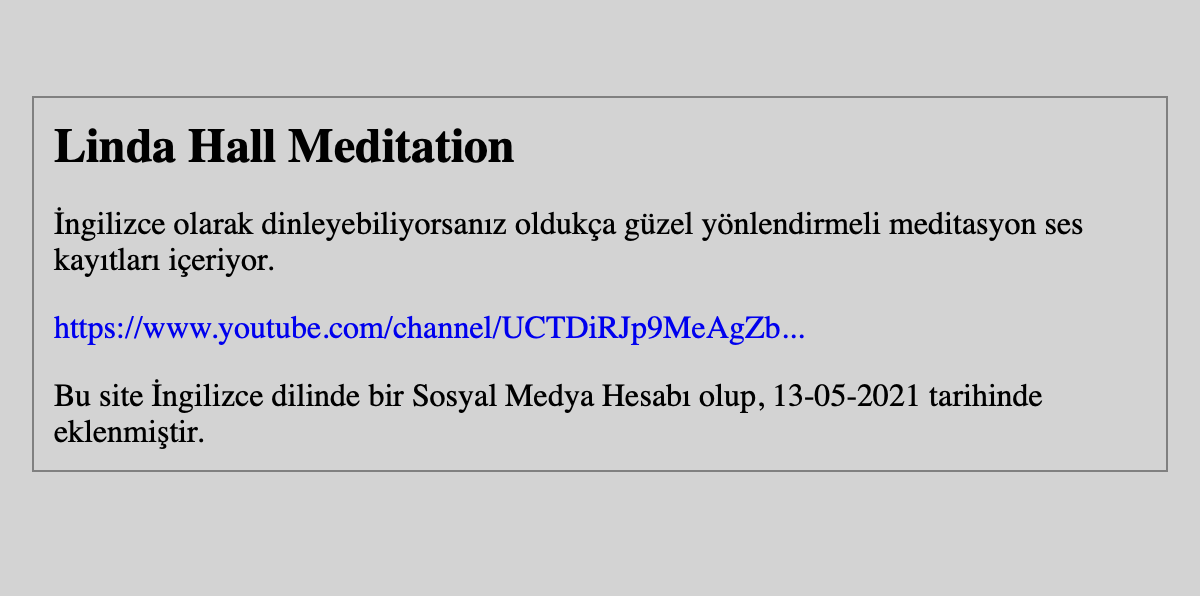 Linda Hall Meditation
İngilizce olarak dinleyebiliyorsanız oldukça güzel yönlendirmeli meditasyon ses
kayıtları içeriyor.
https://www.youtube.com/channel/UCTDiRJp9MeAgZb...
Bu site İngilizce dilinde bir Sosyal Medya Hesabı olup, 13-05-2021 tarihinde
eklenmiştir.